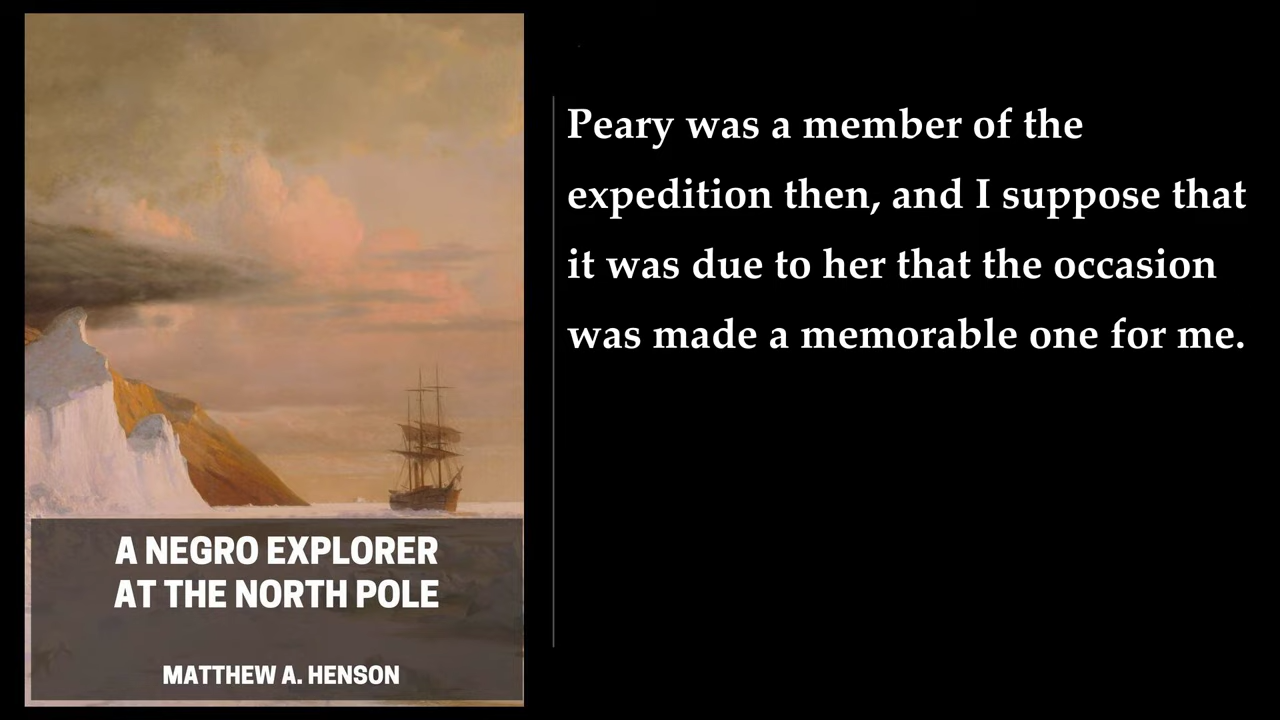 Peary was a member of the
expedition then, and I suppose that
it was due to her that the occasion
was made a memorable one for me.
A NEGRO EXPLORER
AT THE NORTH POLE
MATTHEW A. HENSON